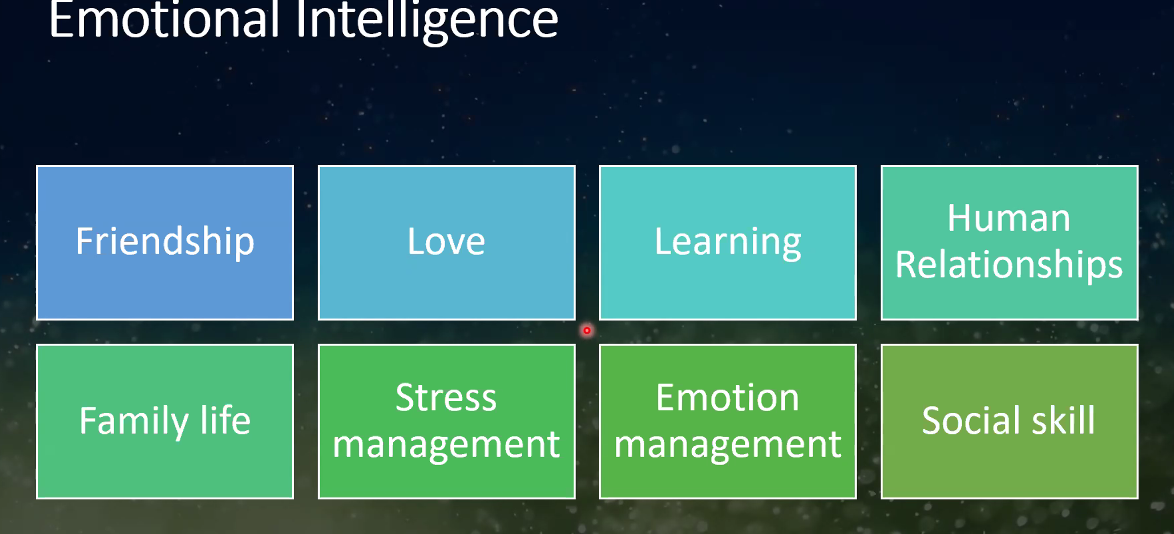 Emotional Intelligence
Friendship
Love
Learning
Human
Relationships
Family life
Stress
management
Emotion
management
Social skill